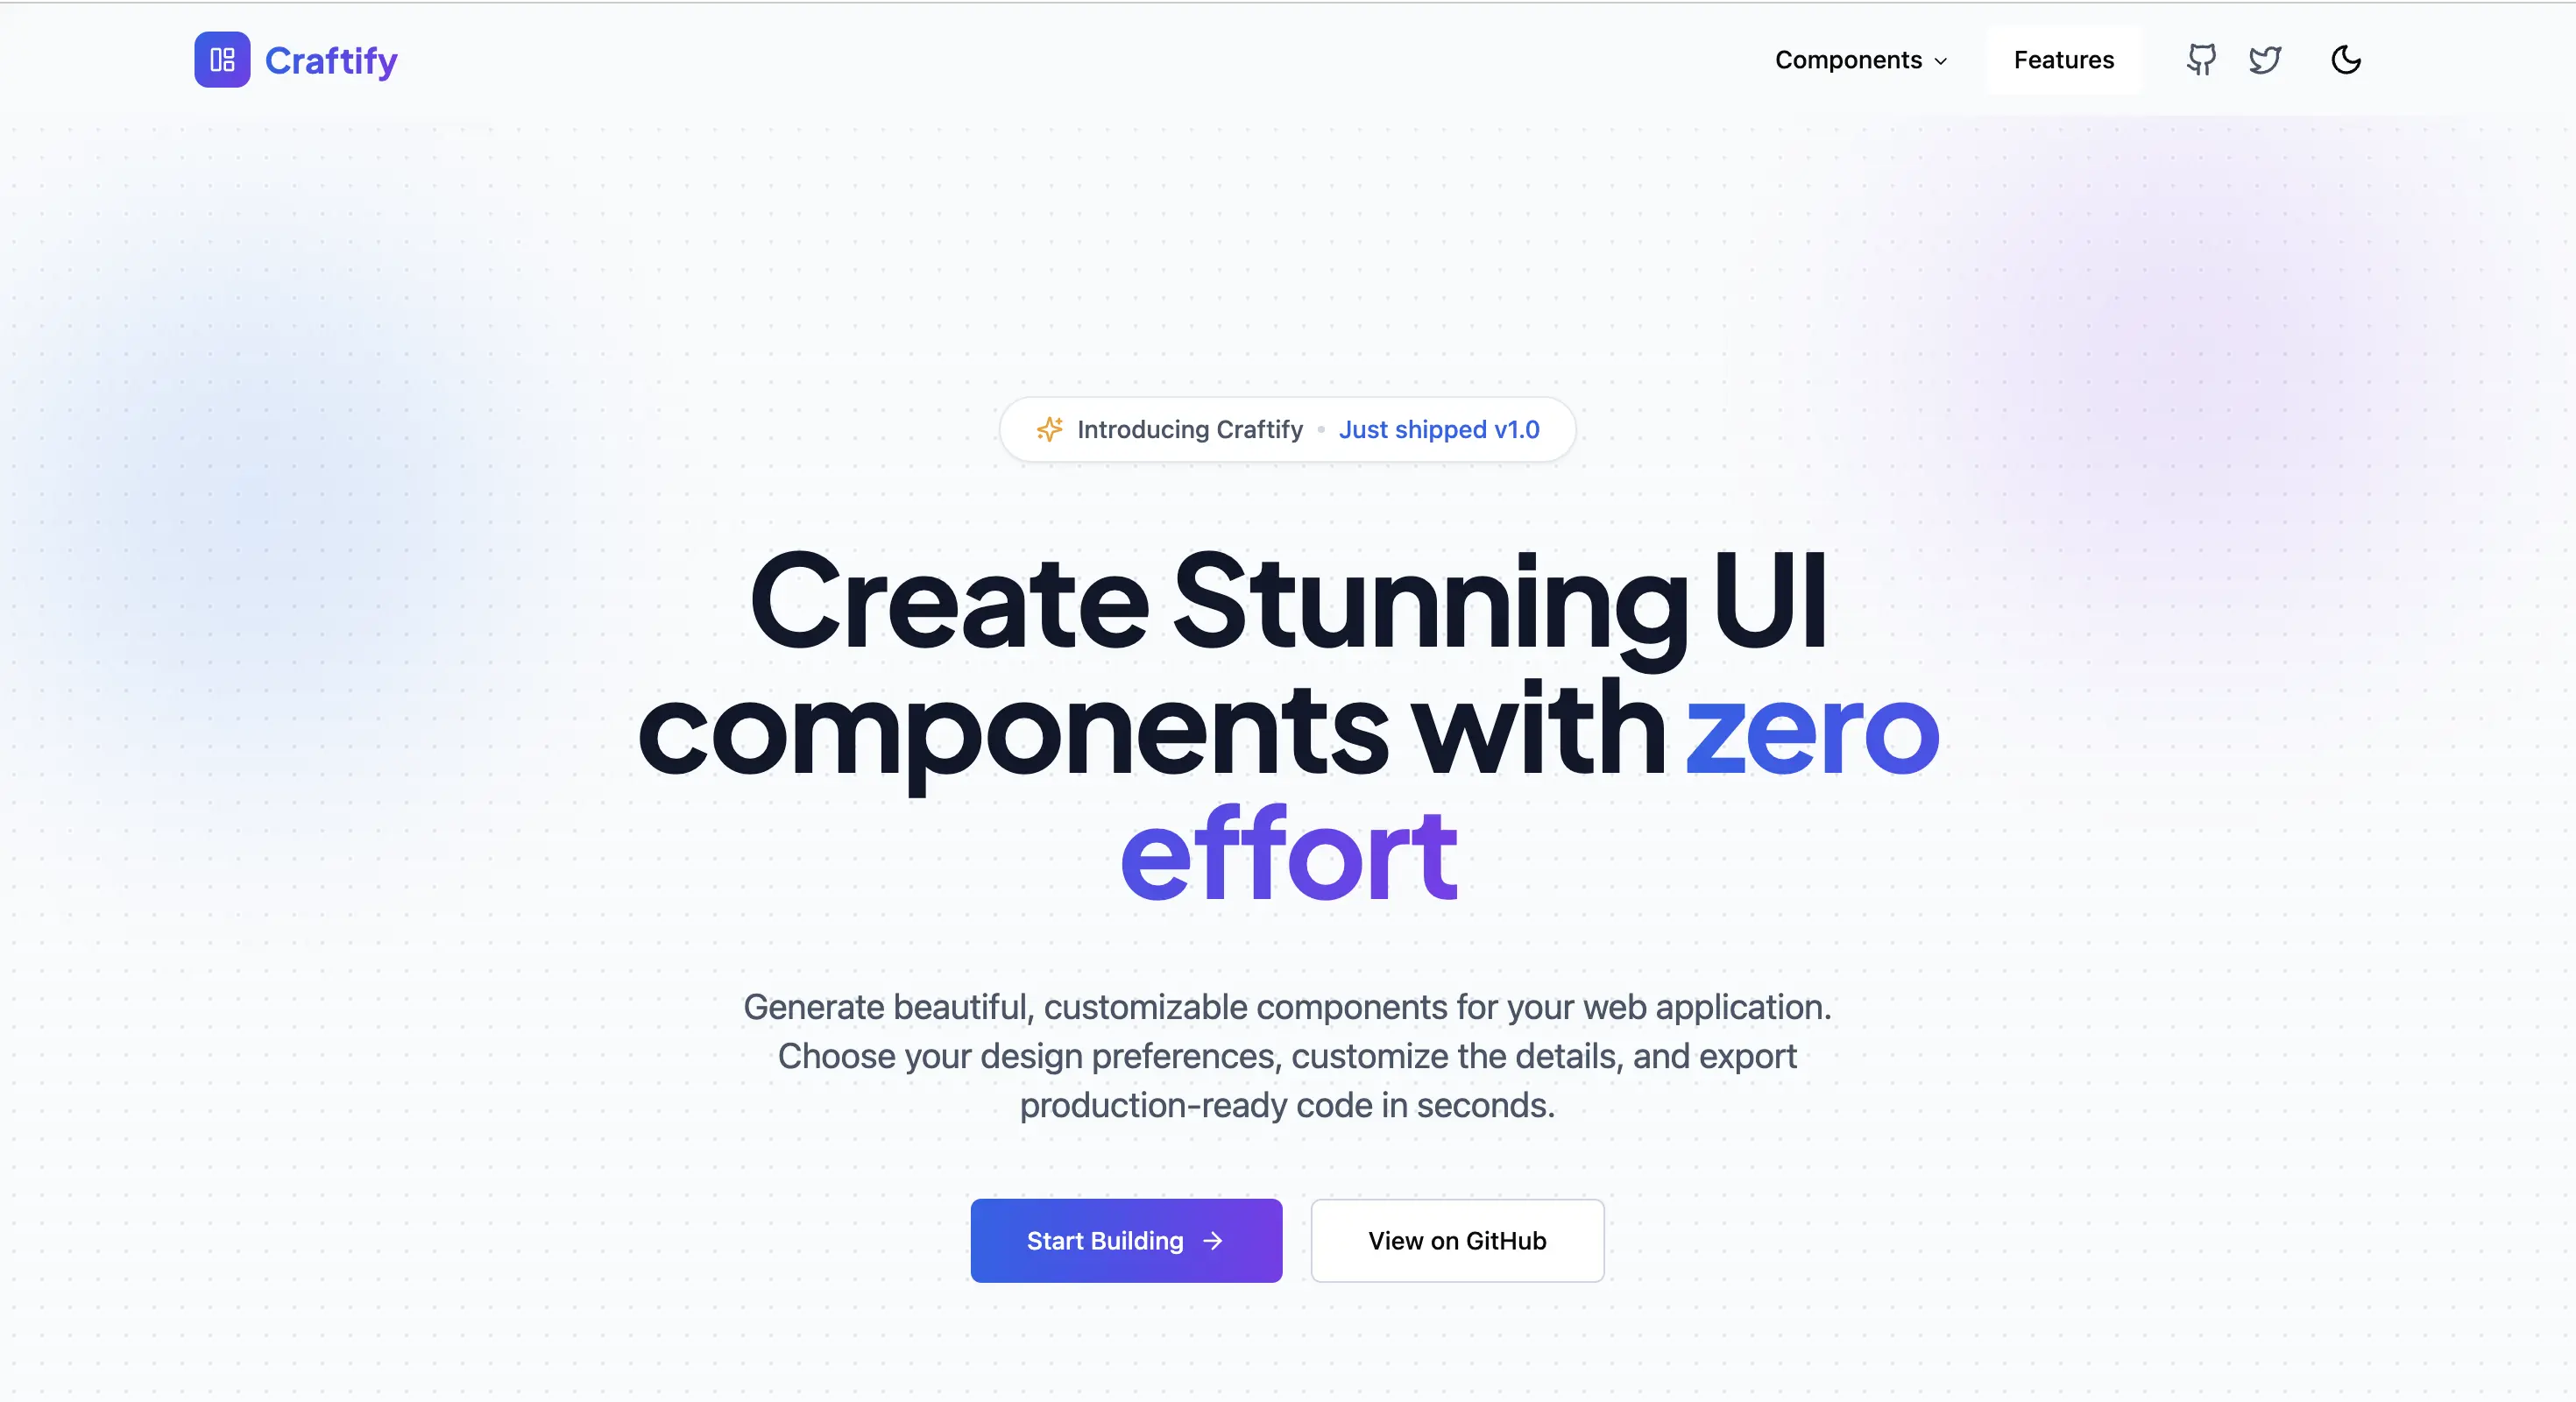 Craftify
Components
Features
Introducing Craftify • Just shipped v1.0
Create Stunning UI
components with zero
effort
Generate beautiful, customizable components for your web application.
Choose your design preferences, customize the details, and export
production-ready code in seconds.
Start Building →
View on GitHub